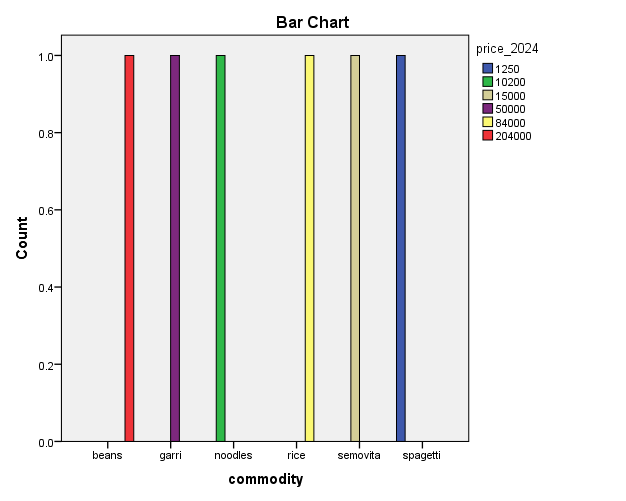 Bar Chart
price_2024
1250
10200
15000
50000
84000
204000
1.0
0.8
0.6
0.4
0.2
0.0
Count
beans garri noodles rice semovita spagetti
commodity